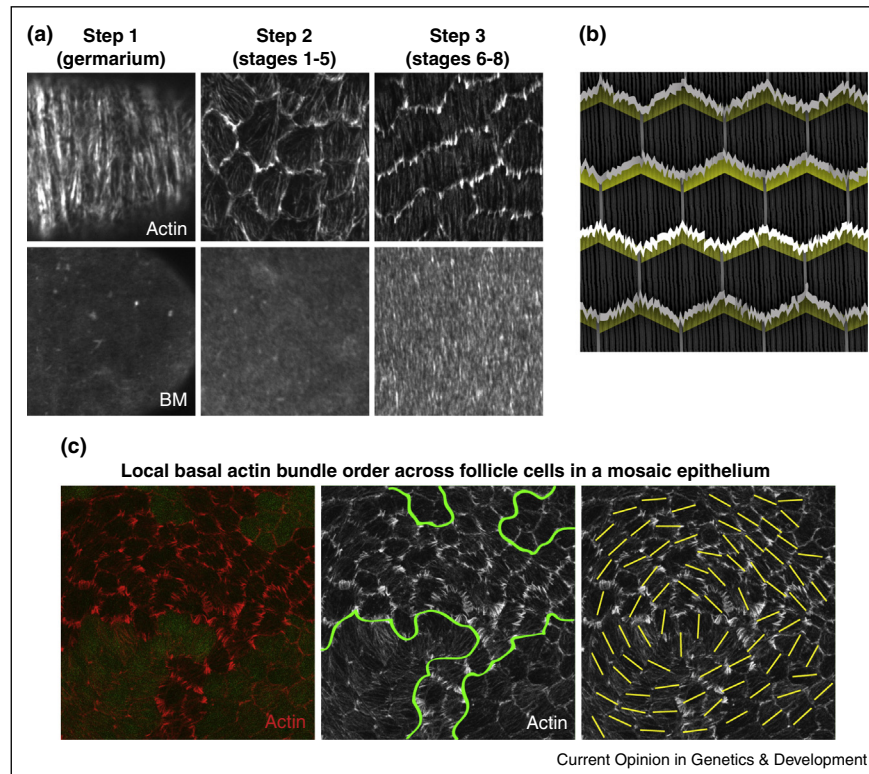 (a)
Step 1
(germarium)
Step 2
(stages 1-5)
Step 3
(stages 6-8)
(b)
Actin
BM
(c)
Local basal actin bundle order across follicle cells in a mosaic epithelium
Actin
Actin
Current Opinion in Genetics & Development